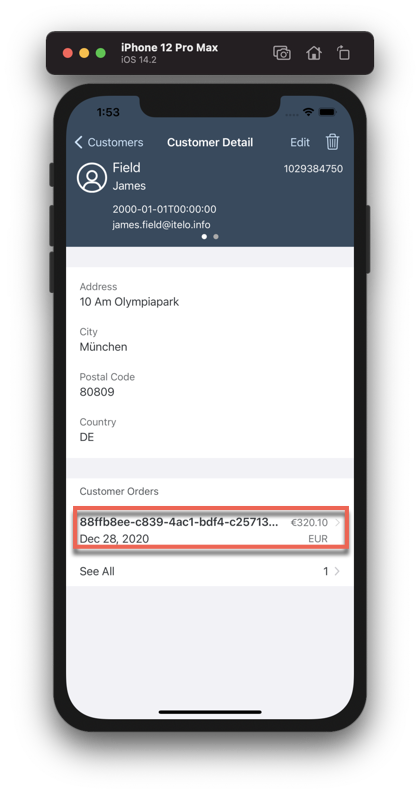 iPhone 12 Pro Max
iOS 14.2
1:53
Customers Customer Detail Edit
Field 1029384750
James
2000-01-01T00:00:00
james.field@itelo.info
Address
10 Am Olympiapark
City
München
Postal Code
80809
Country
DE
Customer Orders
88ffb8ee-c839-4ac1-bdf4-c25713... €320.10
Dec 28, 2020 EUR
See All 1